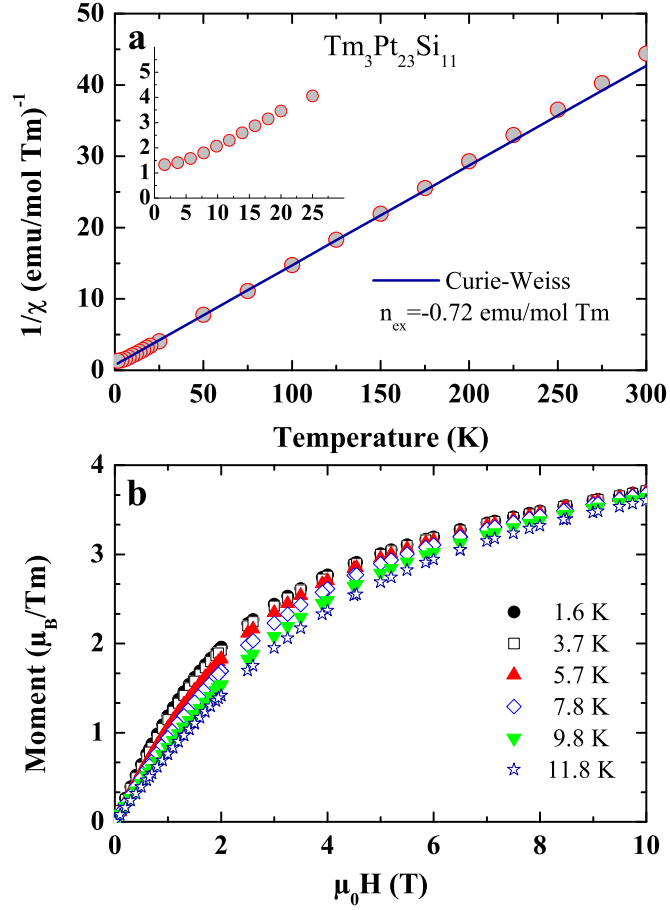 a
Tm₃Pt₂₃Si₁₁
50
40
30
20
10
0
6
5
4
3
2
1
0
0 5 10 15 20 25
1/χ (emu/mol Tm)⁻¹
Curie-Weiss
nₑₓ=-0.72 emu/mol Tm
0 50 100 150 200 250 300
Temperature (K)
b
4
3
2
1
0
Moment (μ_B/Tm)
1.6 K
3.7 K
5.7 K
7.8 K
9.8 K
11.8 K
0 2 4 6 8 10
μ₀H (T)